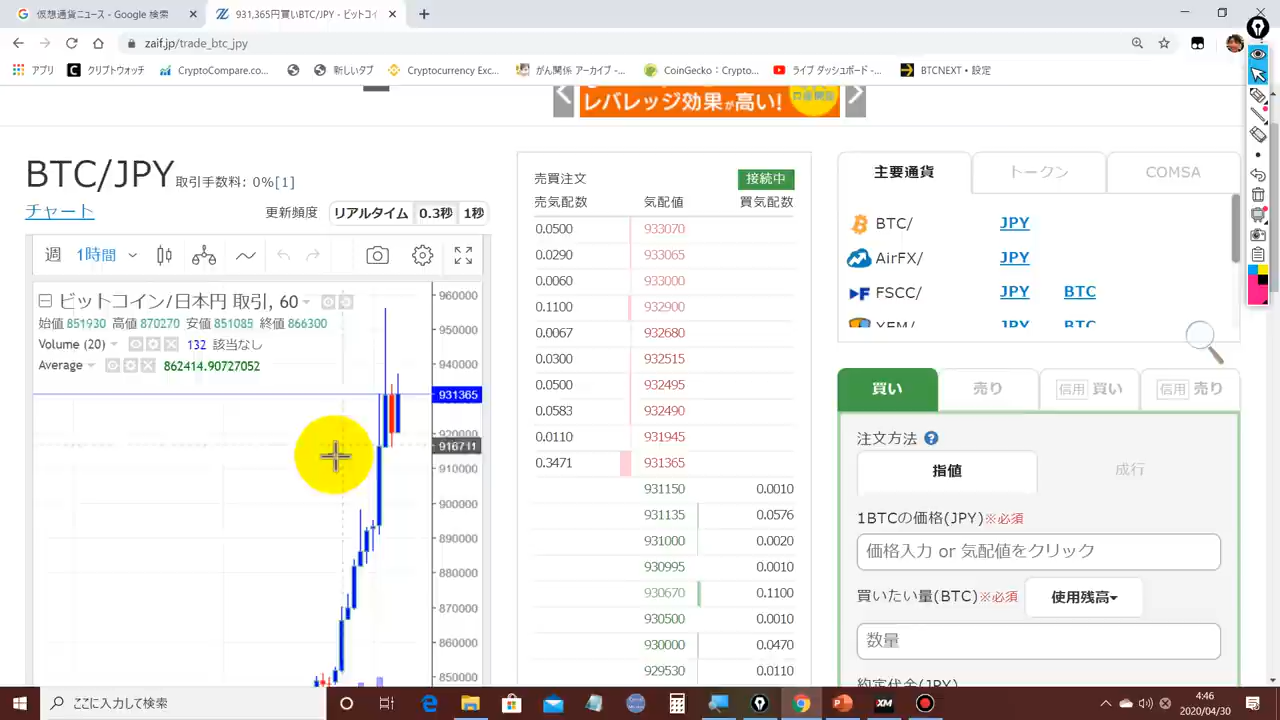 仮想通貨ニュース - Google 検索
931,365円買いBTC/JPY - ビットコイ
zaif.jp/trade_btc_jpy
アプリ
クリプトウォッチ
CryptoCompare.co...
新しいタブ
Cryptocurrency Exc...
がん関係 アーカイブ -...
CoinGecko : Crypto...
ライブ ダッシュボード -...
BTCNEXT • 設定
レバレッジ効果が高い!
BTC/JPY取引手数料: 0%[1]
チャート
更新頻度
リアルタイム
0.3秒
1秒
週
1時間
ビットコイン/日本円 取引, 60
始値 851930 高値 870270 安値 851085 終値 866300
Volume (20)
132 該当なし
Average
862414.90727052
960000
950000
940000
931365
920000
916711
910000
900000
890000
880000
870000
860000
850000
売買注文
接続中
売気配数 気配値 買気配数
0.0500 933070
0.0290 933065
0.0060 933000
0.1100 932900
0.0067 932680
0.0300 932515
0.0500 932495
0.0583 932490
0.0110 931945
0.3471 931365
931150 0.0010
931135 0.0576
931000 0.0020
930995 0.0010
930670 0.1100
930500 0.0010
930000 0.0470
929530 0.0110
主要通貨
トークン
COMSA
BTC/ JPY
AirFX/ JPY
FSCC/ JPY BTC
XEM/ JPY BTC
買い
売り
信用 買い
信用 売り
注文方法
指値
成行
1BTCの価格(JPY)※必須
価格入力 or 気配値をクリック
買いたい量(BTC)※必須
使用残高
数量
約定代金(JPY)
ここに入力して検索
XM
4:46
2020/04/30